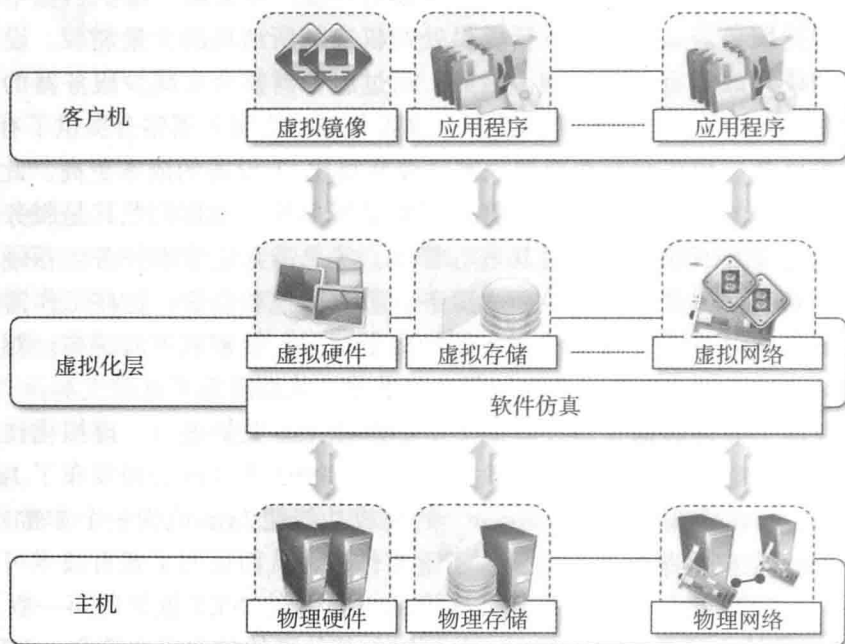 客户机
虚拟镜像
应用程序
应用程序
虚拟化层
虚拟硬件
虚拟存储
虚拟网络
软件仿真
主机
物理硬件
物理存储
物理网络